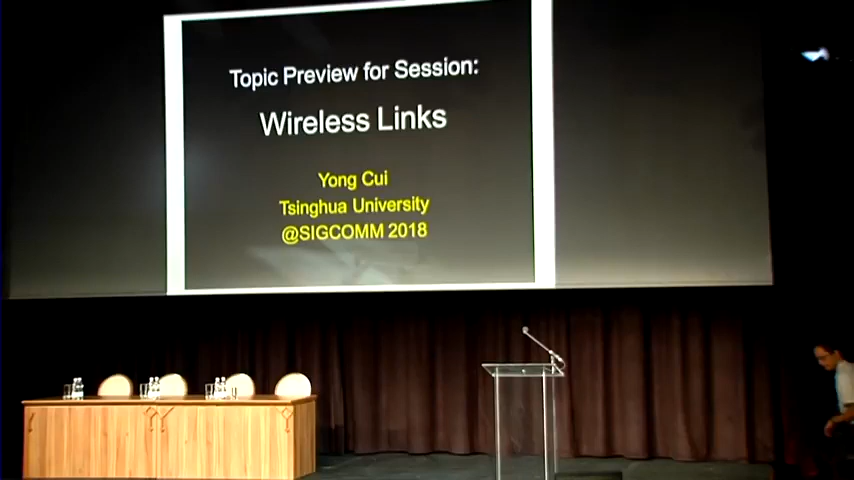 Topic Preview for Session:
Wireless Links
Yong Cui
Tsinghua University
@SIGCOMM 2018